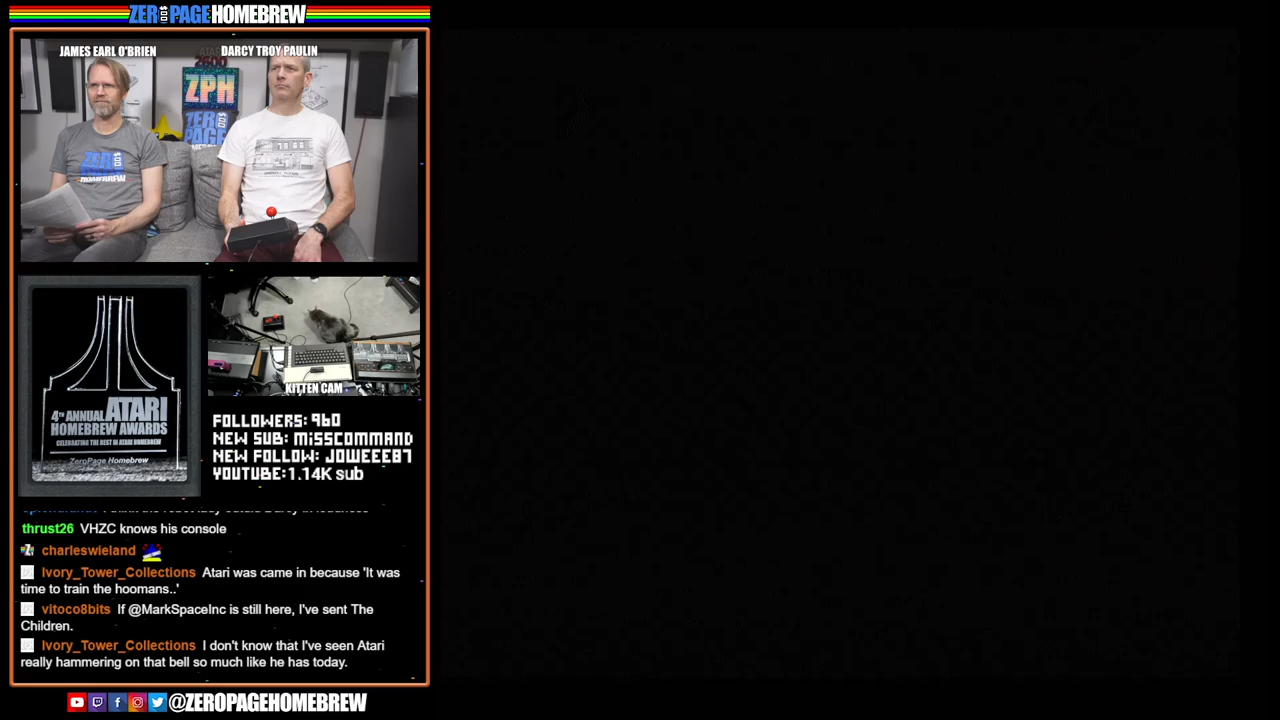 ZEROPAGE HOMEBREW
JAMES EARL O'BRIEN
DARCY TROY PAULIN
2600
ZPH
ZERO
PAGE
ZERO
HOMEBREW
4TH ANNUAL ATARI
HOMEBREW AWARDS
CELEBRATING THE BEST IN ATARI HOMEBREW
ZeroPage Homebrew
KITTEN CAM
FOLLOWERS: 960
NEW SUB: MISSCOMMAND
NEW FOLLOW: JOWEEE87
YOUTUBE:1.14K sub
thrust26 VHZC knows his console
charleswieland
Ivory_Tower_Collections Atari was came in because 'It was
time to train the hoomans..'
vitoco8bits If @MarkSpaceInc is still here, I've sent The
Children.
Ivory_Tower_Collections I don't know that I've seen Atari
really hammering on that bell so much like he has today.
@ZEROPAGEHOMEBREW